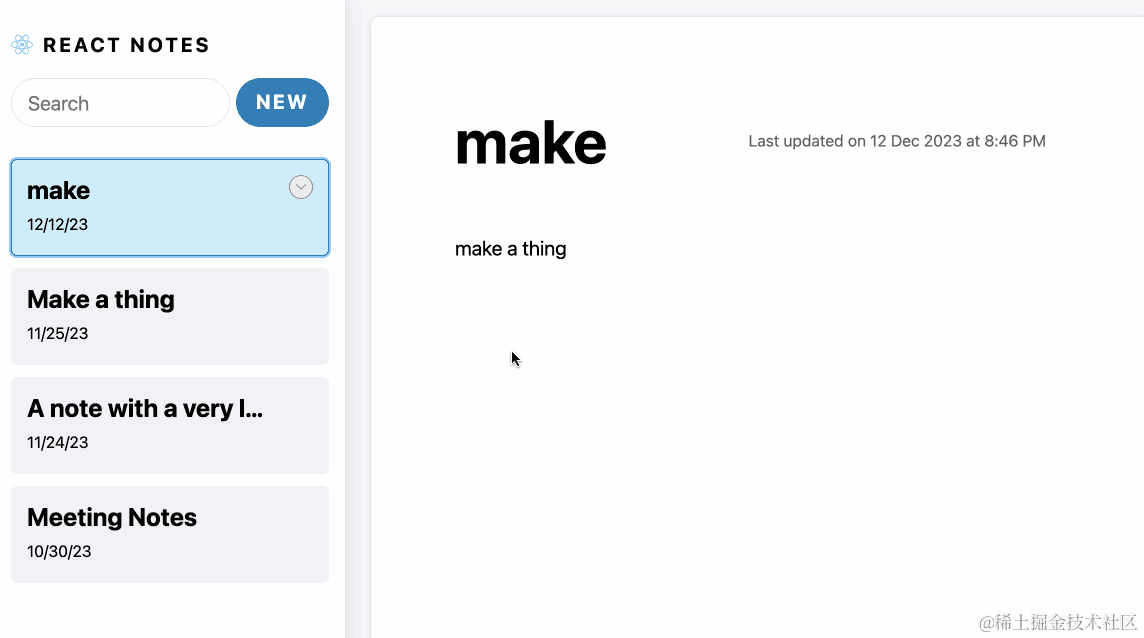 REACT NOTES
Search
NEW
make
12/12/23
Make a thing
11/25/23
A note with a very l...
11/24/23
Meeting Notes
10/30/23
make
Last updated on 12 Dec 2023 at 8:46 PM
make a thing
@稀土掘金技术社区